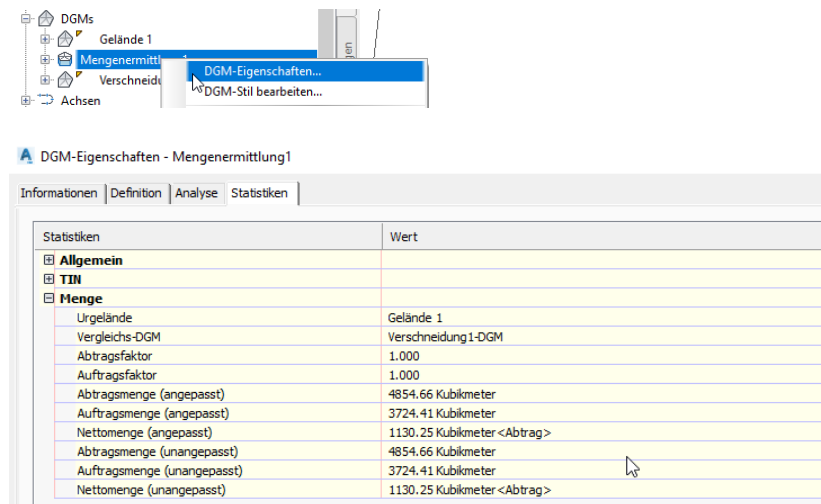 DGMs
Gelände 1
DGM-Eigenschaften...
DGM-Stil bearbeiten...
Achsen
DGM-Eigenschaften - Mengenermittlung1
Informationen Definition Analyse Statistiken
Statistiken Wert
Allgemein
TIN
Menge
Urgelände Gelände 1
Vergleichs-DGM Verschneidung1-DGM
Abtragsfaktor 1.000
Auftragsfaktor 1.000
Abtragsmenge (angepasst) 4854.66 Kubikmeter
Auftragsmenge (angepasst) 3724.41 Kubikmeter
Nettomenge (angepasst) 1130.25 Kubikmeter<Abtrag>
Abtragsmenge (unangepasst) 4854.66 Kubikmeter
Auftragsmenge (unangepasst) 3724.41 Kubikmeter
Nettomenge (unangepasst) 1130.25 Kubikmeter<Abtrag>